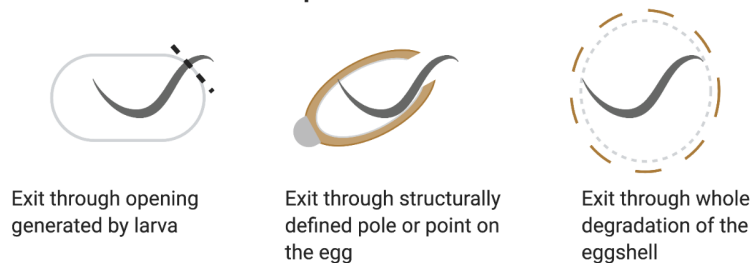 Exit through opening
generated by larva
Exit through structurally
defined pole or point on
the egg
Exit through whole
degradation of the
eggshell